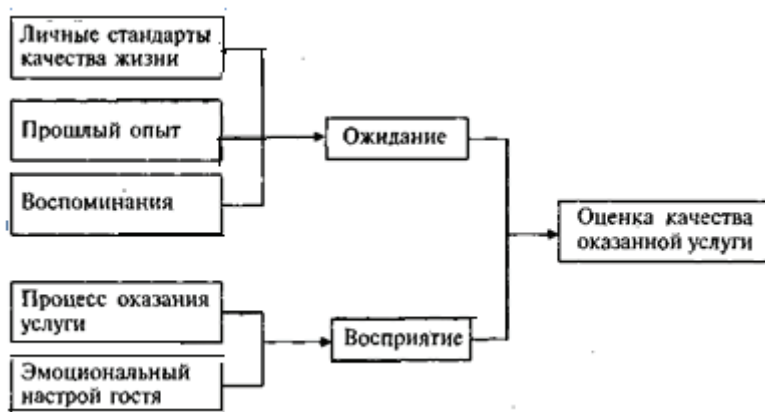 Личные стандарты
качества жизни
Прошлый опыт
Воспоминания
Ожидание
Процесс оказания
услуги
Эмоциональный
настрой гостя
Восприятие
Оценка качества
оказанной услуги